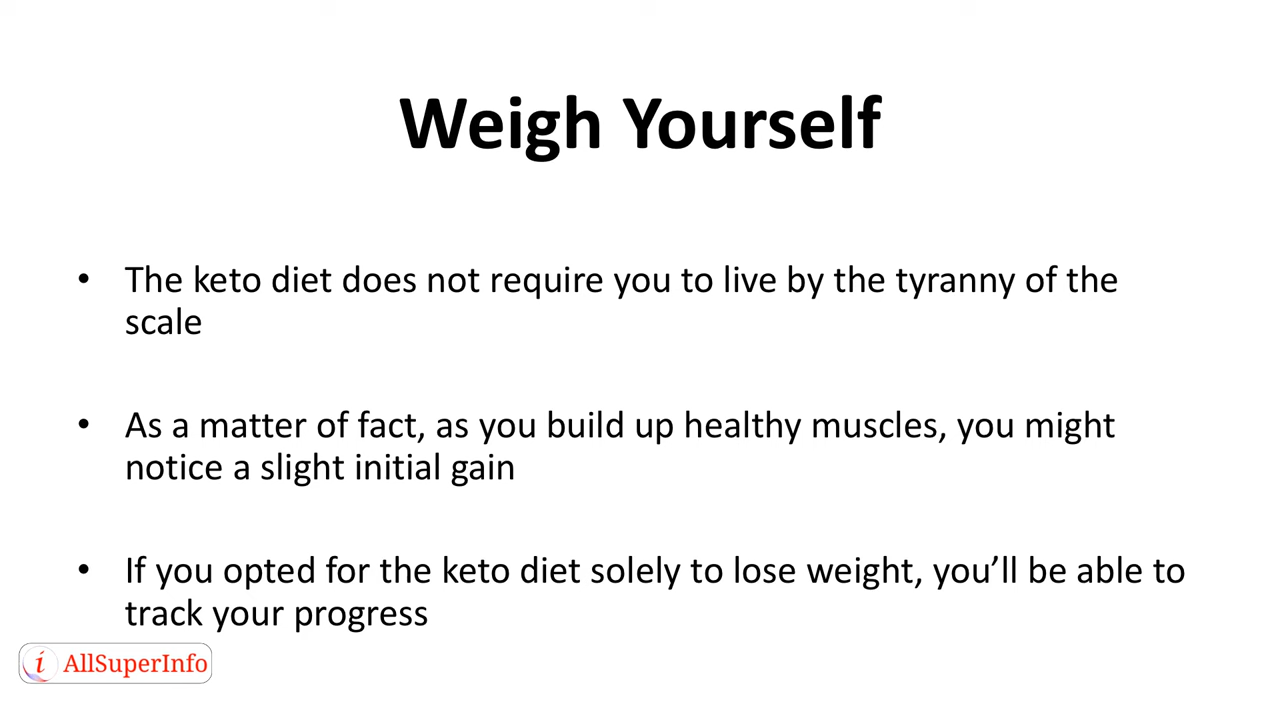 Weigh Yourself
• The keto diet does not require you to live by the tyranny of the
scale
• As a matter of fact, as you build up healthy muscles, you might
notice a slight initial gain
• If you opted for the keto diet solely to lose weight, you’ll be able to
track your progress
i AllSuperInfo